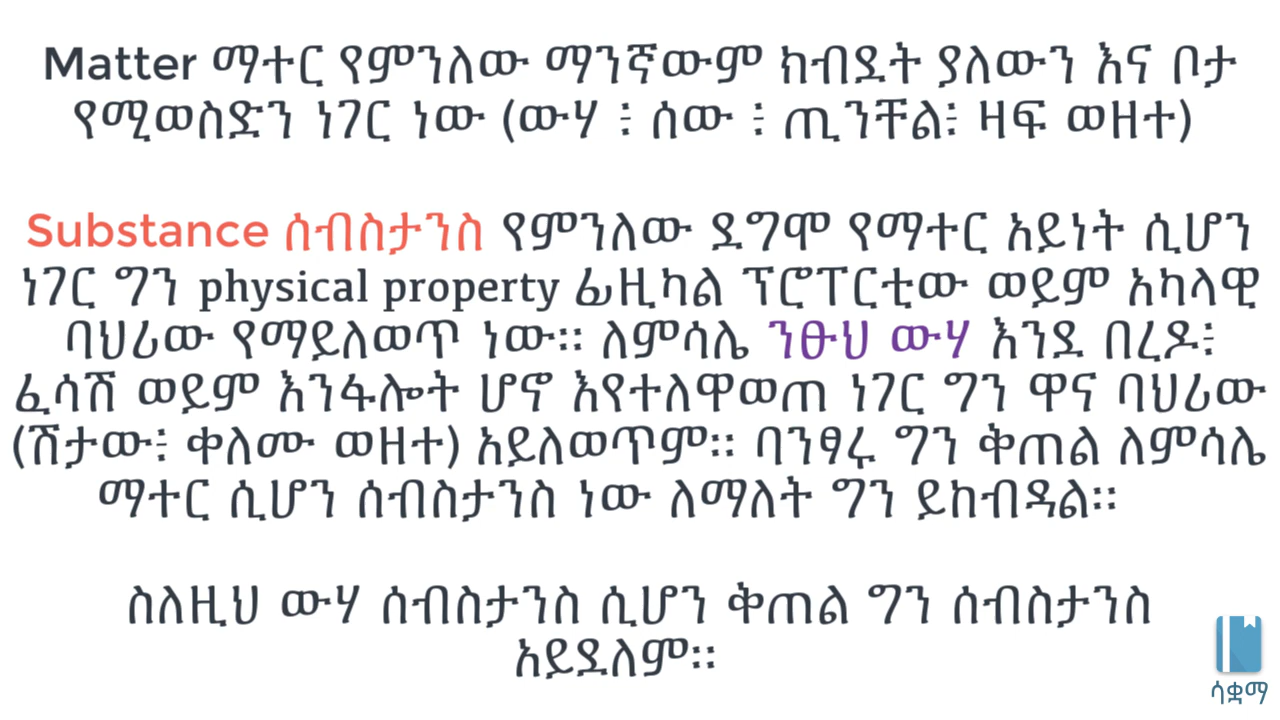 Matter ማተር የምንለው ማንኛውም ክብደት ያለውን እና ቦታ
የሚወስድን ነገር ነው (ውሃ ፧ ሰው ፧ ጢንቸል፧ ዛፍ ወዘተ)
Substance ሰብስታንስ የምንለው ደግሞ የማተር አይነት ሲሆን
ነገር ግን physical property ፊዚካል ፕሮፐርቲው ወይም አካላዊ
ባህሪው የማይለወጥ ነው። ለምሳሌ ንፁህ ውሃ እንደ በረዶ፧
ፈሳሽ ወይም እንፋሎት ሆኖ እየተለዋወጠ ነገር ግን ዋና ባህሪው
(ሽታው፧ ቀለሙ ወዘተ) አይለወጥም። ባንፃሩ ግን ቅጠል ለምሳሌ
ማተር ሲሆን ሰብስታንስ ነው ለማለት ግን ይከብዳል።
ስለዚህ ውሃ ሰብስታንስ ሲሆን ቅጠል ግን ሰብስታንስ
አይደለም።
ሳቋማ